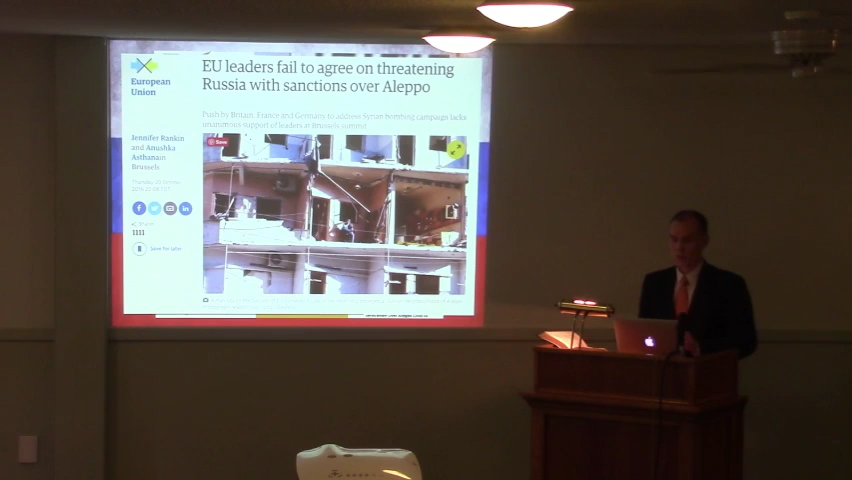 European
Union
EU leaders fail to agree on threatening
Russia with sanctions over Aleppo
Push by Britain, France and Germany to address Syrian bombing campaign lacks
unanimous support of leaders at Brussels summit
Jennifer Rankin
and Anushka
Asthana in
Brussels
Save
1111
Save for later